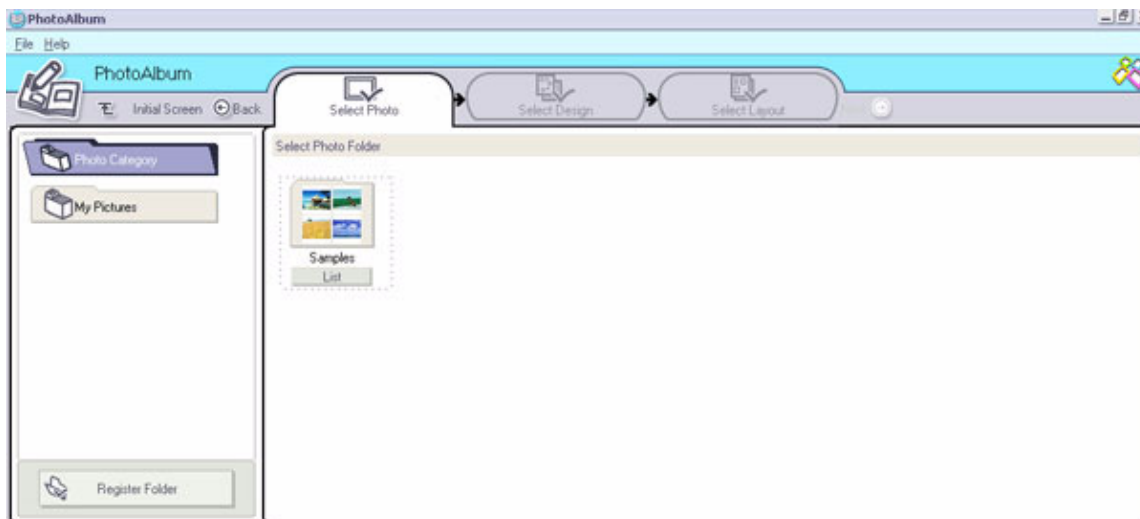 PhotoAlbum
File Help
PhotoAlbum
Initial Screen Back
Select Photo
Select Design
Select Layout
Photo Category
My Pictures
Select Photo Folder
Samples
List
Register Folder